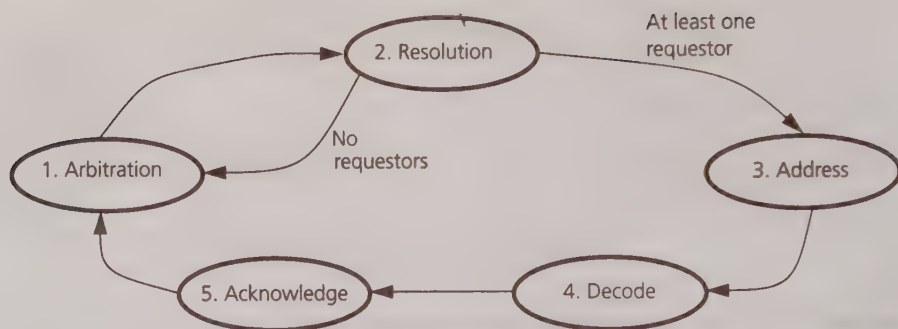 2. Resolution
At least one
requestor
No
requestors
1. Arbitration
3. Address
5. Acknowledge
4. Decode